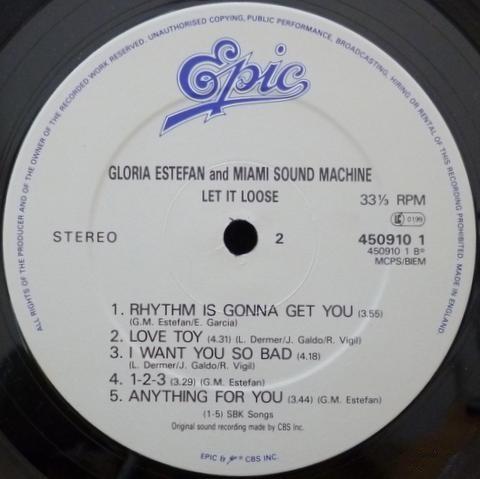 ALL RIGHTS OF THE PRODUCER AND OF THE OWNER OF THE RECORDED WORK RESERVED. UNAUTHORISED COPYING, PUBLIC PERFORMANCE, BROADCASTING, HIRING OR RENTAL OF THIS RECORDING PROHIBITED. MADE IN ENGLAND.
Epic
GLORIA ESTEFAN and MIAMI SOUND MACHINE
LET IT LOOSE
33⅓ RPM
LC 0199
STEREO
2
450910 1
450910 1 B°
MCPS/BIEM
1. RHYTHM IS GONNA GET YOU (3.55)
(G.M. Estefan/E. Garcia)
2. LOVE TOY (4.31) (L. Dermer/J. Galdo/R. Vigil)
3. I WANT YOU SO BAD (4.18)
(L. Dermer/J. Galdo/R. Vigil)
4. 1-2-3 (3.29) (G.M. Estefan)
5. ANYTHING FOR YOU (3.44) (G.M. Estefan)
(1-5) SBK Songs
Original sound recording made by CBS Inc.
EPIC & CBS INC.